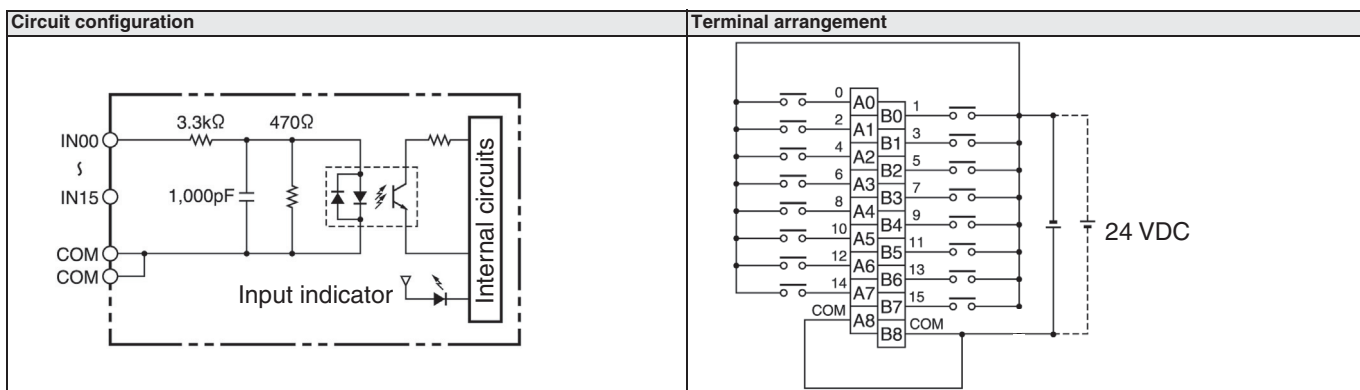 Circuit configuration
Terminal arrangement
IN00
3.3kΩ
470Ω
IN15
1,000pF
COM
COM
Input indicator
Internal circuits
0
A0
1
B0
2
A1
3
B1
4
A2
5
B2
6
A3
7
B3
8
A4
9
B4
10
A5
11
B5
12
A6
13
B6
14
A7
15
B7
COM
A8
COM
B8
24 VDC